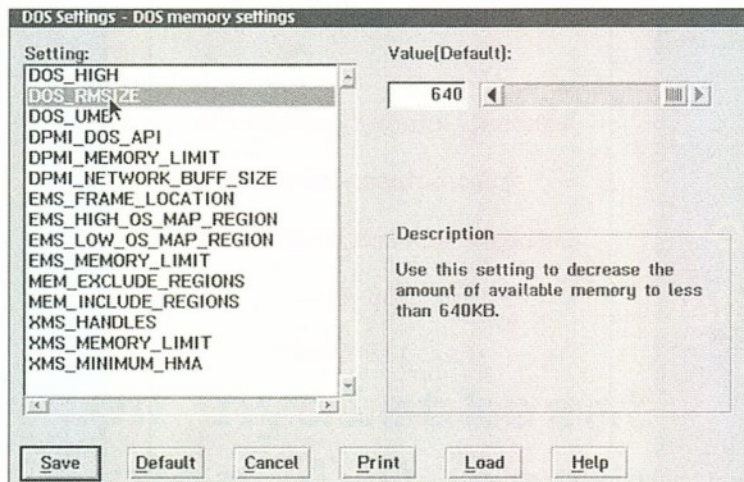 DOS Settings - DOS memory settings
Setting:
DOS_HIGH
DOS_RMSIZE
DOS_UMB
DPMI_DOS_API
DPMI_MEMORY_LIMIT
DPMI_NETWORK_BUFF_SIZE
EMS_FRAME_LOCATION
EMS_HIGH_OS_MAP_REGION
EMS_LOW_OS_MAP_REGION
EMS_MEMORY_LIMIT
MEM_EXCLUDE_REGIONS
MEM_INCLUDE_REGIONS
XMS_HANDLES
XMS_MEMORY_LIMIT
XMS_MINIMUM_HMA
Value[Default]:
640
Description
Use this setting to decrease the
amount of available memory to less
than 640KB.
Save Default Cancel Print Load Help